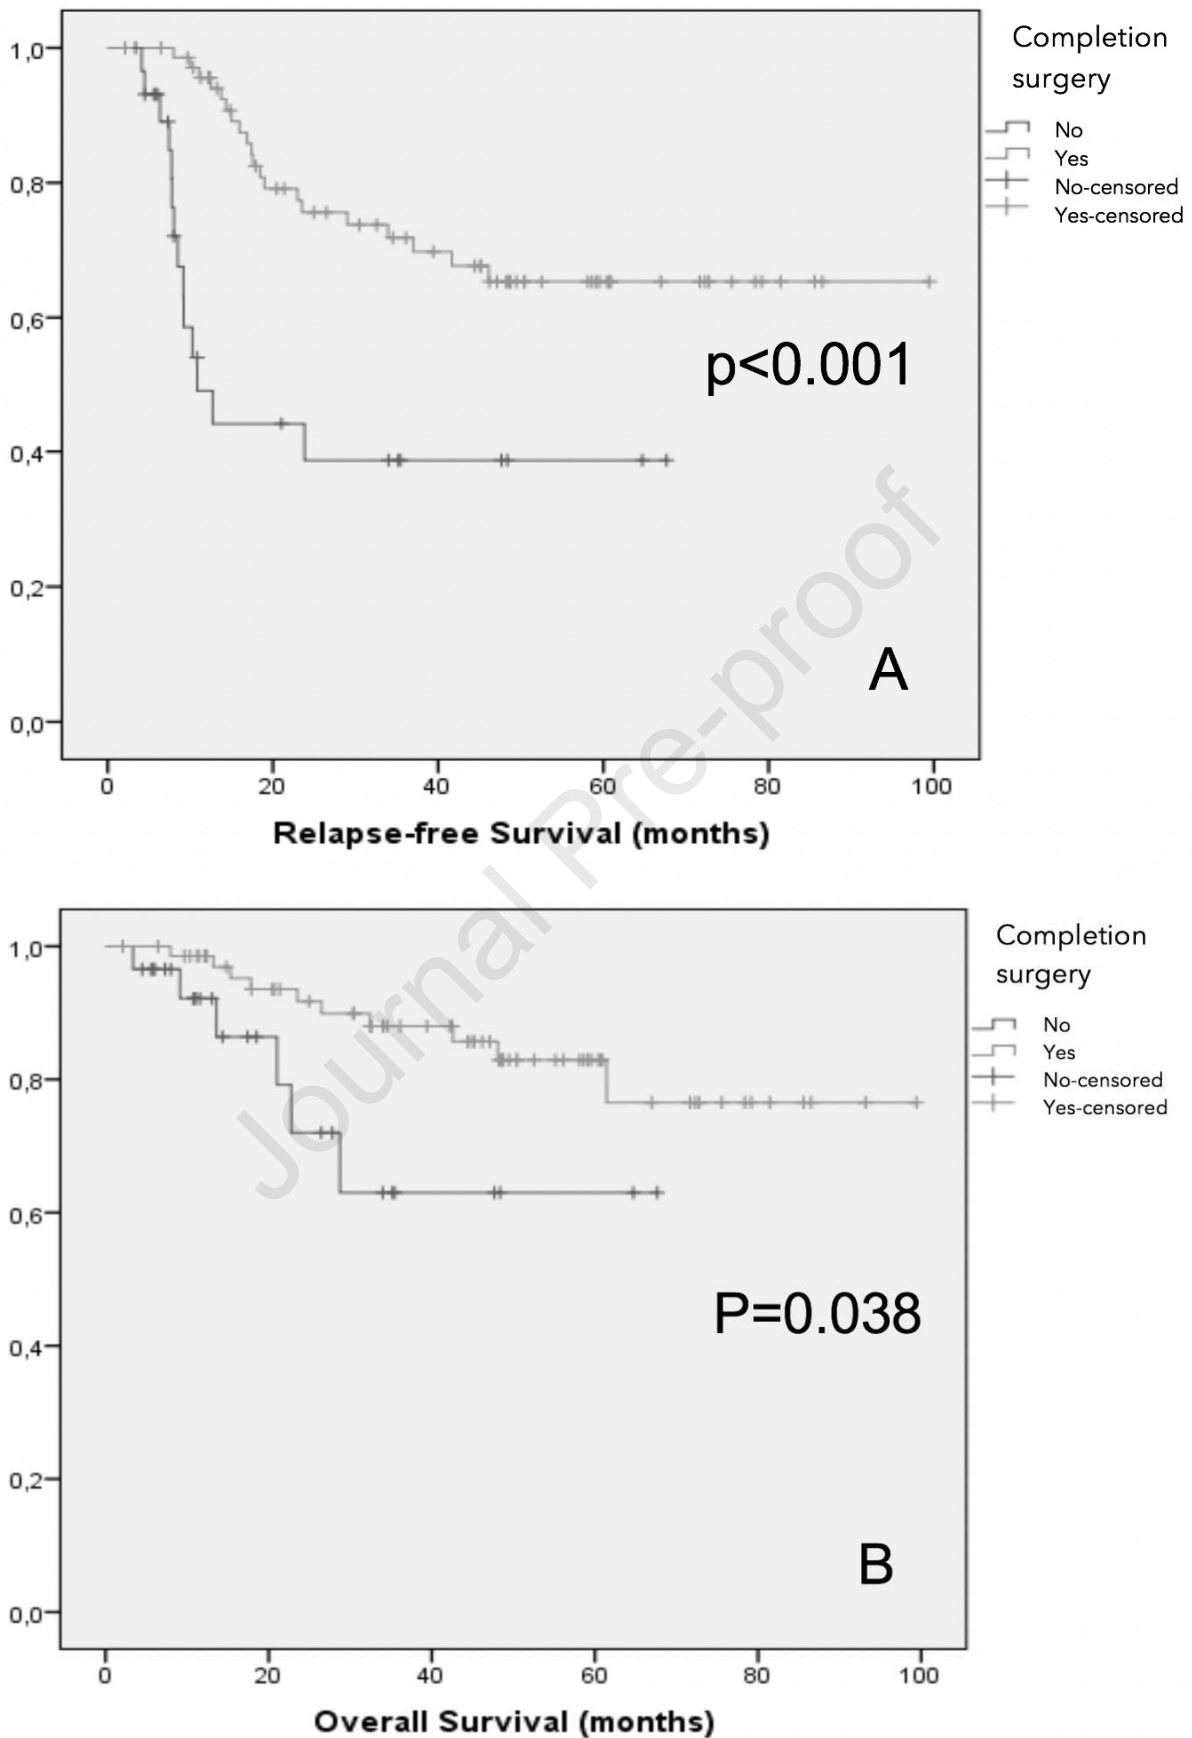 Completion
surgery
No
Yes
No-censored
Yes-censored
1,0
0,8
0,6
0,4
0,2
0,0
p<0.001
A
0 20 40 60 80 100
Relapse-free Survival (months)
Journal Pre-proof
Completion
surgery
No
Yes
No-censored
Yes-censored
1,0
0,8
0,6
0,4
0,2
0,0
P=0.038
B
0 20 40 60 80 100
Overall Survival (months)